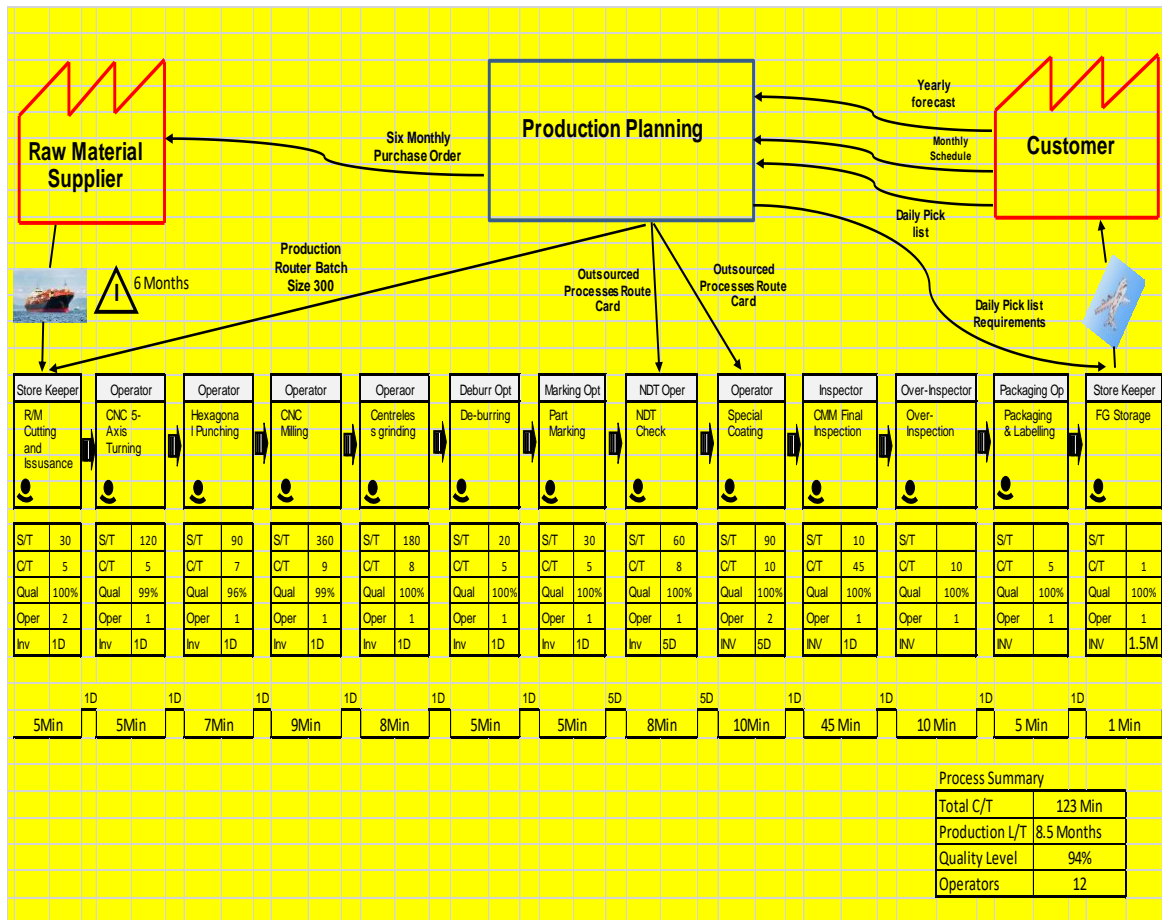 Yearly
forecast
Production Planning
Six Monthly
Purchase Order
Raw Material
Supplier
Monthly
Schedule
Customer
Daily Pick
list
Production
Router Batch
Size 300
Outsourced
Processes Route
Card
Outsourced
Processes Route
Card
I
6 Months
Daily Pick list
Requirements
Store Keeper Operator Operator Operator Operaor Deburr Opt Marking Opt NDT Oper Operator Inspector Over-Inspector Packaging Op Store Keeper
R/M
Cutting
and
Issusance
CNC 5-
Axis
Turning
Hexagona
l Punching
CNC
Milling
Centreles
s grinding
De-burring
Part
Marking
NDT
Check
Special
Coating
CMM Final
Inspection
Over-
Inspection
Packaging
& Labelling
FG Storage
S/T 30 S/T 120 S/T 90 S/T 360 S/T 180 S/T 20 S/T 30 S/T 60 S/T 90 S/T 10 S/T S/T S/T
C/T 5 C/T 5 C/T 7 C/T 9 C/T 8 C/T 5 C/T 5 C/T 8 C/T 10 C/T 45 C/T 10 C/T 5 C/T 1
Qual 100% Qual 99% Qual 96% Qual 99% Qual 100% Qual 100% Qual 100% Qual 100% Qual 100% Qual 100% Qual 100% Qual 100% Qual 100%
Oper 2 Oper 1 Oper 1 Oper 1 Oper 1 Oper 1 Oper 1 Oper 1 Oper 2 Oper 1 Oper 1 Oper 1 Oper 1
Inv 1D Inv 1D Inv 1D Inv 1D Inv 1D Inv 1D Inv 1D Inv 5D INV 5D INV 1D INV INV INV 1.5M
1D 1D 1D 1D 1D 1D 5D 5D 1D 1D 1D 1D
5Min 5Min 7Min 9Min 8Min 5Min 5Min 8Min 10Min 45 Min 10 Min 5 Min 1 Min
Process Summary
Total C/T 123 Min
Production L/T 8.5 Months
Quality Level 94%
Operators 12